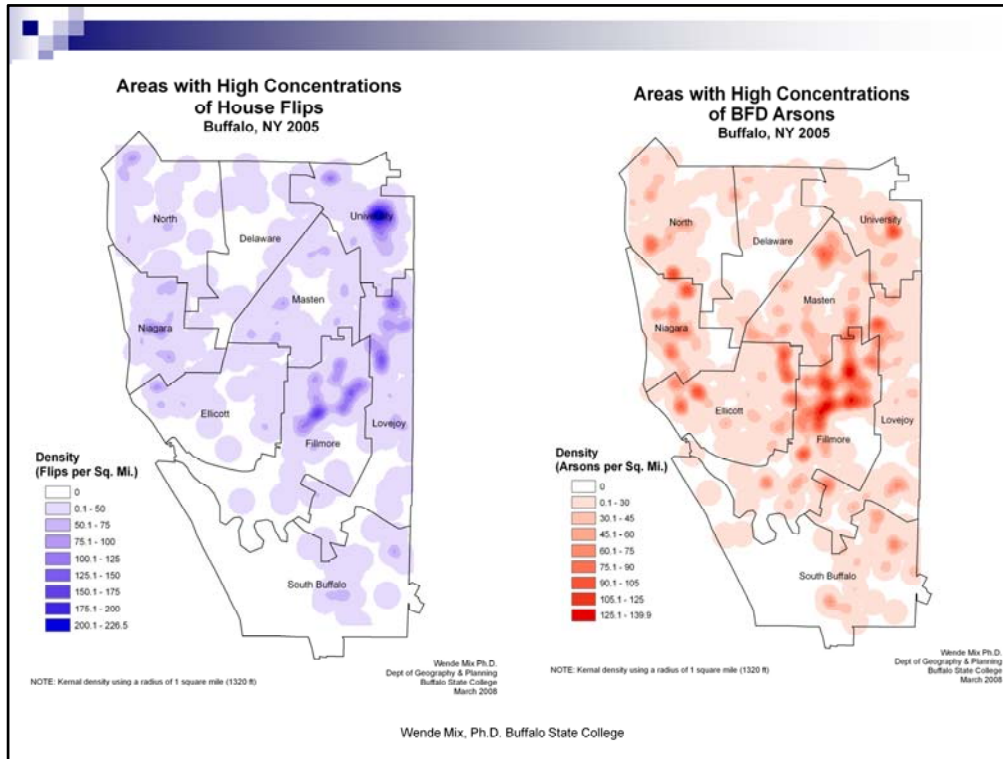 Areas with High Concentrations
of House Flips
Buffalo, NY 2005
North
Delaware
University
Masten
Niagara
Ellicott
Fillmore
Lovejoy
South Buffalo
Density
(Flips per Sq. Mi.)
0
0.1 - 50
50.1 - 75
75.1 - 100
100.1 - 125
125.1 - 150
150.1 - 175
175.1 - 200
200.1 - 226.5
Wende Mix Ph.D.
Dept of Geography & Planning
Buffalo State College
March 2008
NOTE: Kernal density using a radius of 1 square mile (1320 ft)
Areas with High Concentrations
of BFD Arsons
Buffalo, NY 2005
North
Delaware
University
Masten
Niagara
Ellicott
Fillmore
Lovejoy
South Buffalo
Density
(Arsons per Sq. Mi.)
0
0.1 - 30
30.1 - 45
45.1 - 60
60.1 - 75
75.1 - 90
90.1 - 105
105.1 - 125
125.1 - 139.9
Wende Mix Ph.D.
Dept of Geography & Planning
Buffalo State College
March 2008
NOTE: Kernal density using a radius of 1 square mile (1320 ft)
Wende Mix, Ph.D. Buffalo State College